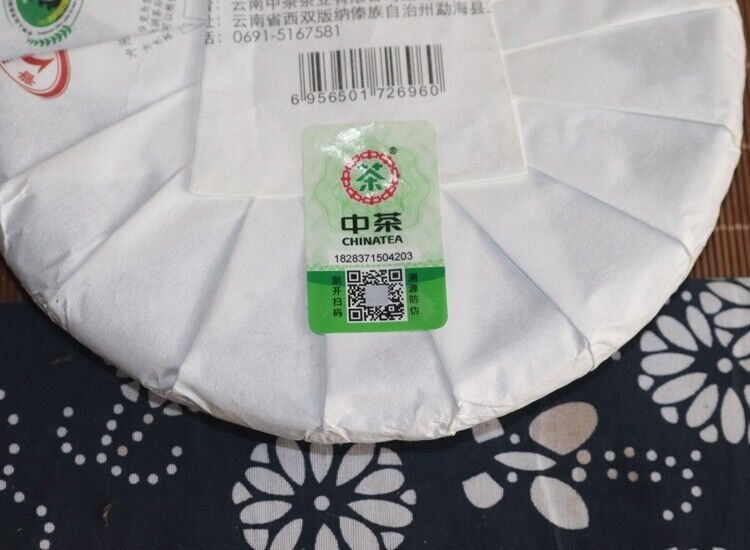 云南中茶茶业有限公司
云南省西双版纳傣族自治州勐海县
话：0691-5167581
6 956501 726960
茶
®
中茶
CHINATEA
1828371504203
刮开扫码
溯源防伪